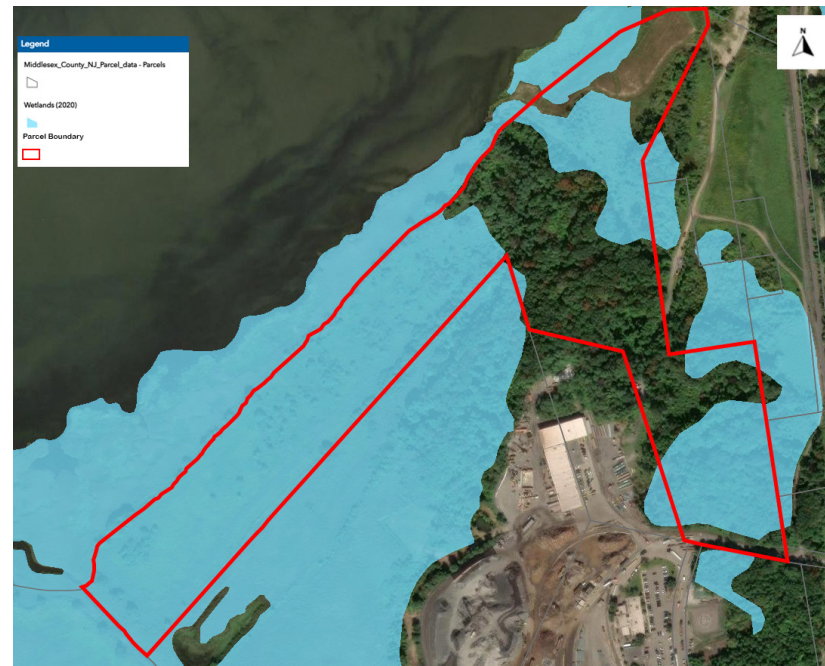 Legend
Middlesex_County_NJ_Parcel_data - Parcels
Wetlands (2020)
Parcel Boundary
N